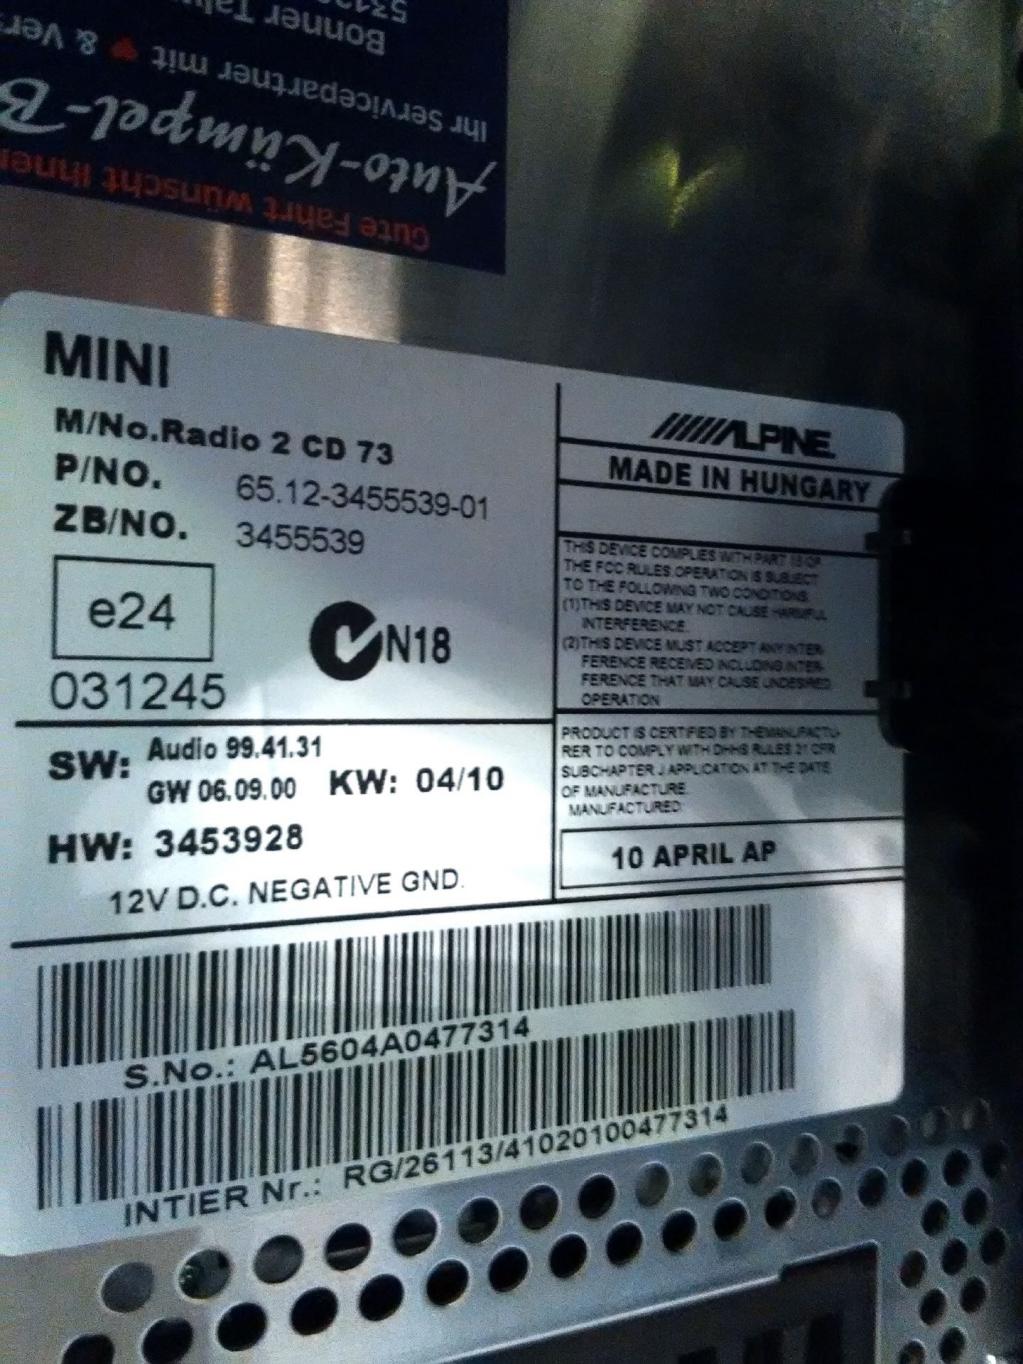 5312
Bonner Tal
Ihr Servicepartner mit ♥ & Ver
Auto-Kümpel-B
Gute Fahrt wünscht Ihnen
MINI
M/No.Radio 2 CD 73
P/NO. 65.12-3455539-01
ZB/NO. 3455539
e24
N18
031245
SW: Audio 99.41.31
GW 06.09.00 KW: 04/10
HW: 3453928
12V D.C. NEGATIVE GND.
ALPINE
MADE IN HUNGARY
THIS DEVICE COMPLIES WITH PART 15 OF
THE FCC RULES.OPERATION IS SUBJECT
TO THE FOLLOWING TWO CONDITIONS.
(1)THIS DEVICE MAY NOT CAUSE HARMFUL
INTERFERENCE.
(2)THIS DEVICE MUST ACCEPT ANY INTER-
FERENCE RECEIVED INCLUDING INTER-
FERENCE THAT MAY CAUSE UNDESIRED
OPERATION
PRODUCT IS CERTIFIED BY THEMANUFACTU-
RER TO COMPLY WITH DHHS RULES 21 CFR
SUBCHAPTER J APPLICATION AT THE DATE
OF MANUFACTURE.
MANUFACTURED:
10 APRIL AP
S.No.: AL5604A0477314
INTIER Nr.: RG/26113/41020100477314